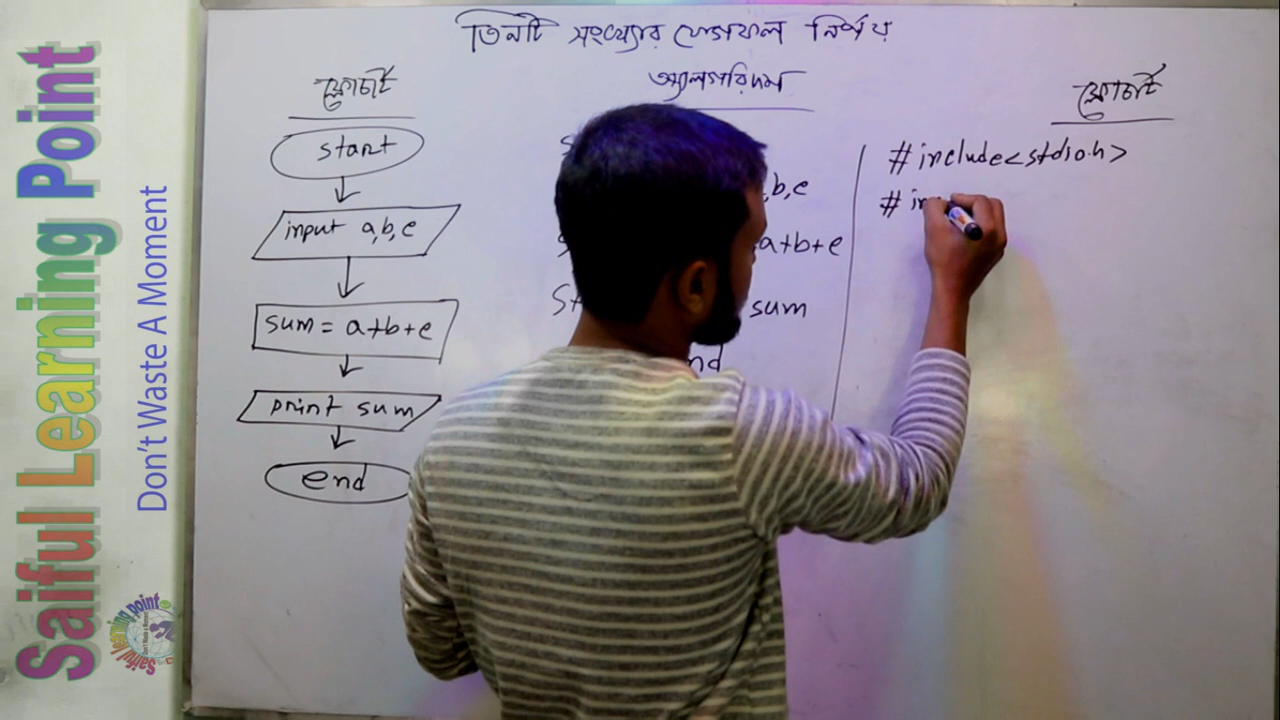 Saiful Learning Point
Don't Waste A Moment
তিনটি সংখ্যার যোগফল নির্ণয়
ফ্লোচার্ট
start
input a,b,c
sum = a+b+c
print sum
end
অ্যালগরিদম
b,c
a+b+c
sum
ফ্লোচার্ট
#include<stdio.h>
#